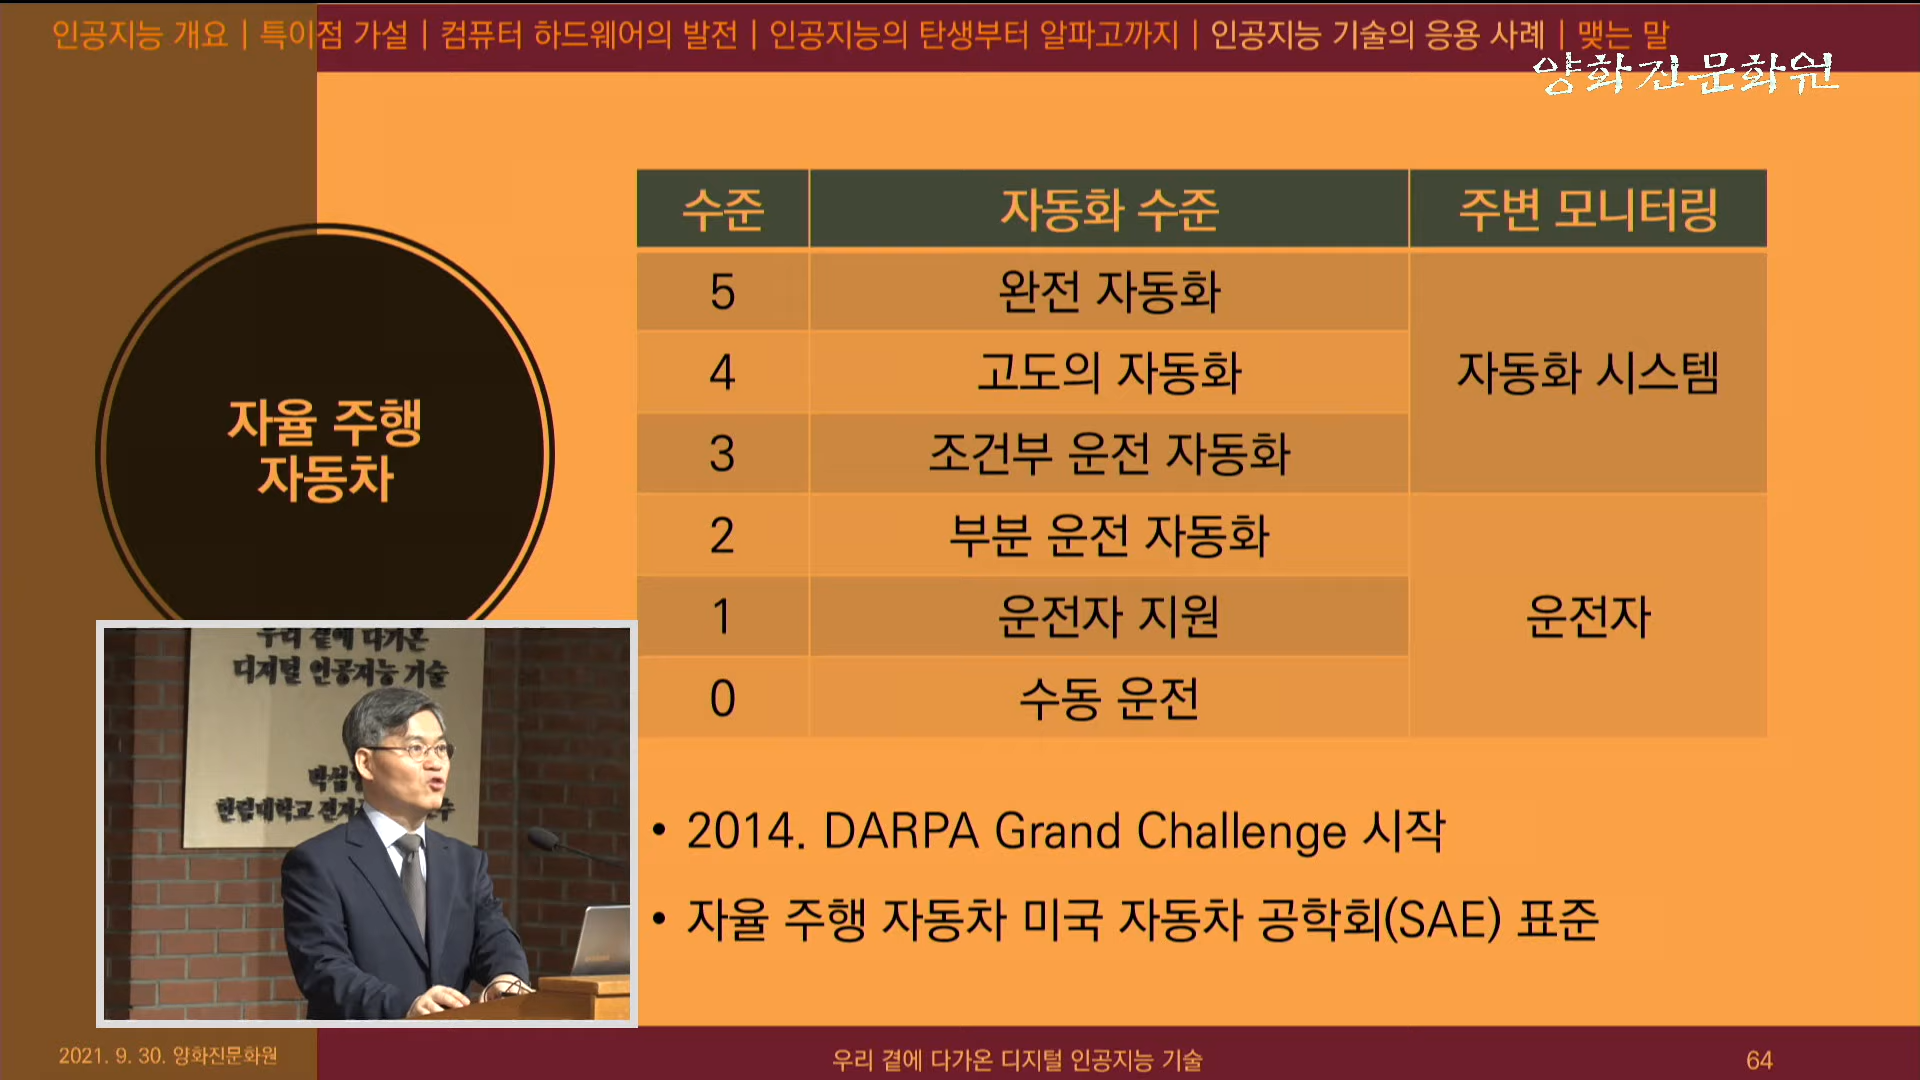 인공지능 개요 | 특이점 가설 | 컴퓨터 하드웨어의 발전 | 인공지능의 탄생부터 알파고까지 | 인공지능 기술의 응용 사례 | 맺는 말
양화진문화원
자율 주행
자동차
수준 자동화 수준 주변 모니터링
5 완전 자동화
4 고도의 자동화 자동화 시스템
3 조건부 운전 자동화
2 부분 운전 자동화
1 운전자 지원 운전자
0 수동 운전
• 2014. DARPA Grand Challenge 시작
• 자율 주행 자동차 미국 자동차 공학회(SAE) 표준
우리 곁에 다가온
디지털 인공지능 기술
한림대학교
2021. 9. 30. 양화진문화원
우리 곁에 다가온 디지털 인공지능 기술
64